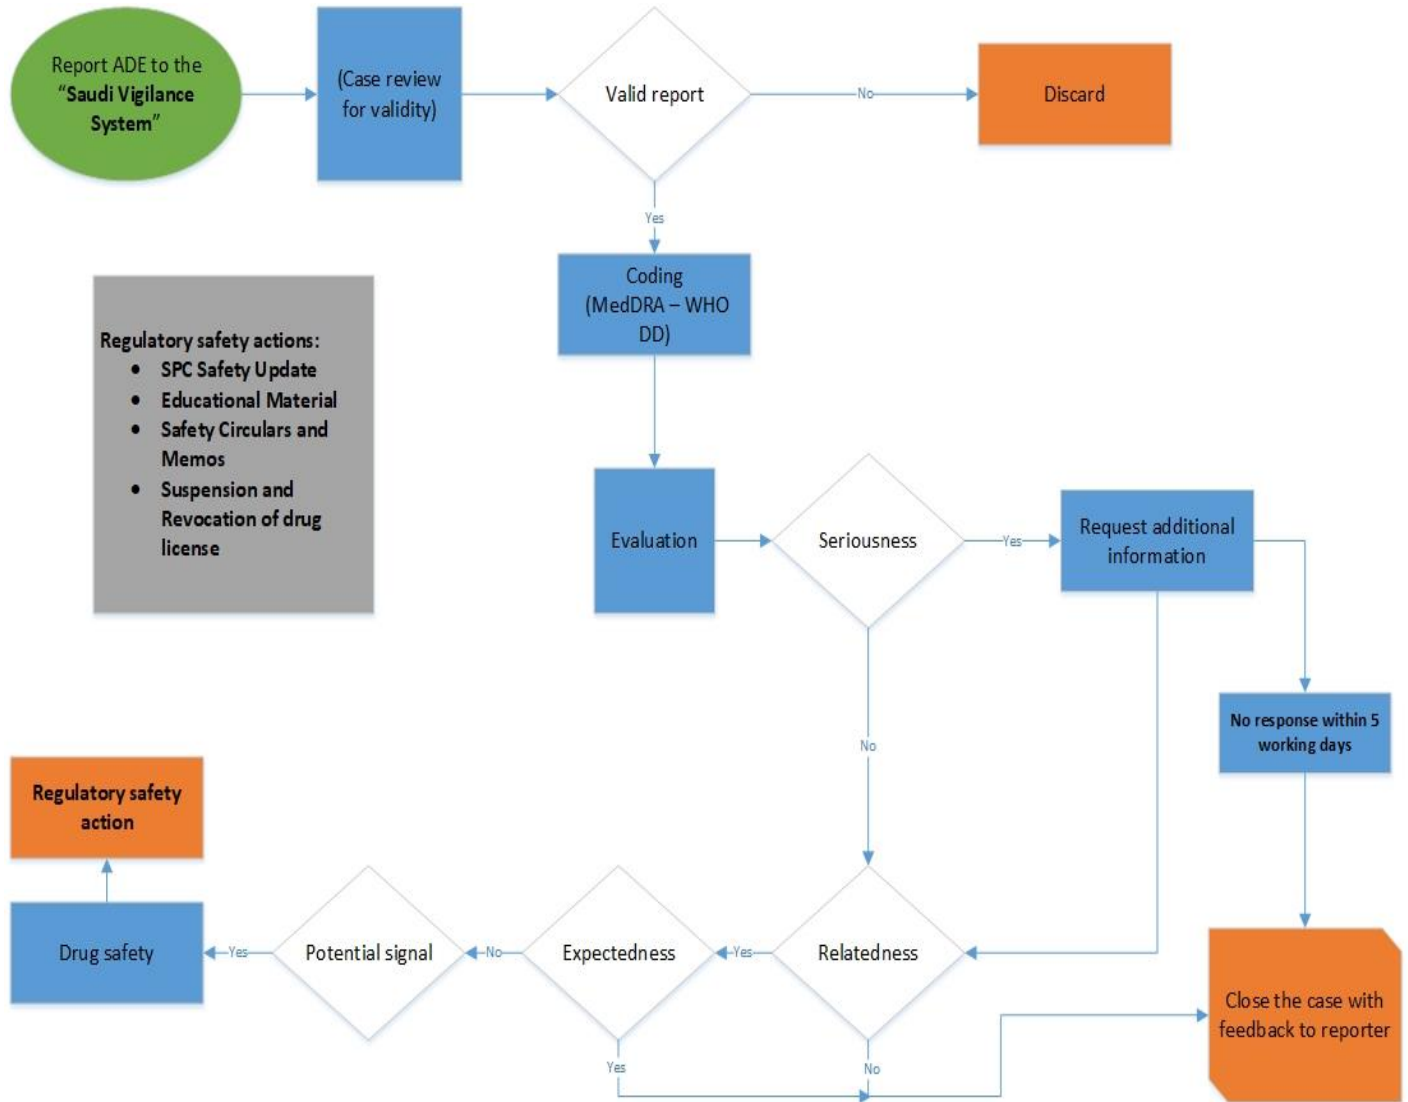 Report ADE to the
“Saudi Vigilance
System”
(Case review
for validity)
Valid report
No
Discard
Yes
Coding
(MedDRA – WHO
DD)
Regulatory safety actions:
• SPC Safety Update
• Educational Material
• Safety Circulars and
Memos
• Suspension and
Revocation of drug
license
Evaluation
Seriousness
Yes
Request additional
information
No
No response within 5
working days
Regulatory safety
action
Drug safety
Yes
Potential signal
No
Expectedness
Yes
Relatedness
Close the case with
feedback to reporter
Yes
No